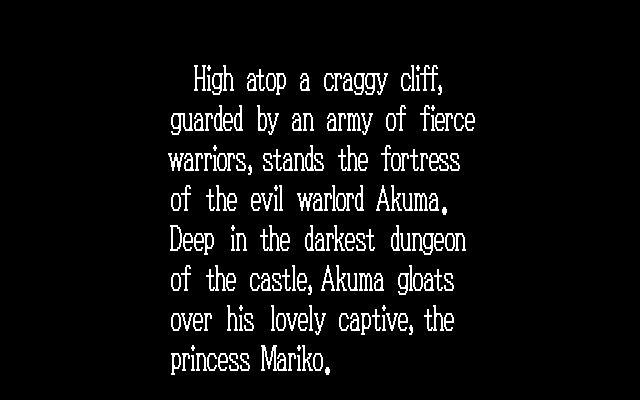 High atop a craggy cliff,
guarded by an army of fierce
warriors, stands the fortress
of the evil warlord Akuma.
Deep in the darkest dungeon
of the castle, Akuma gloats
over his lovely captive, the
princess Mariko.